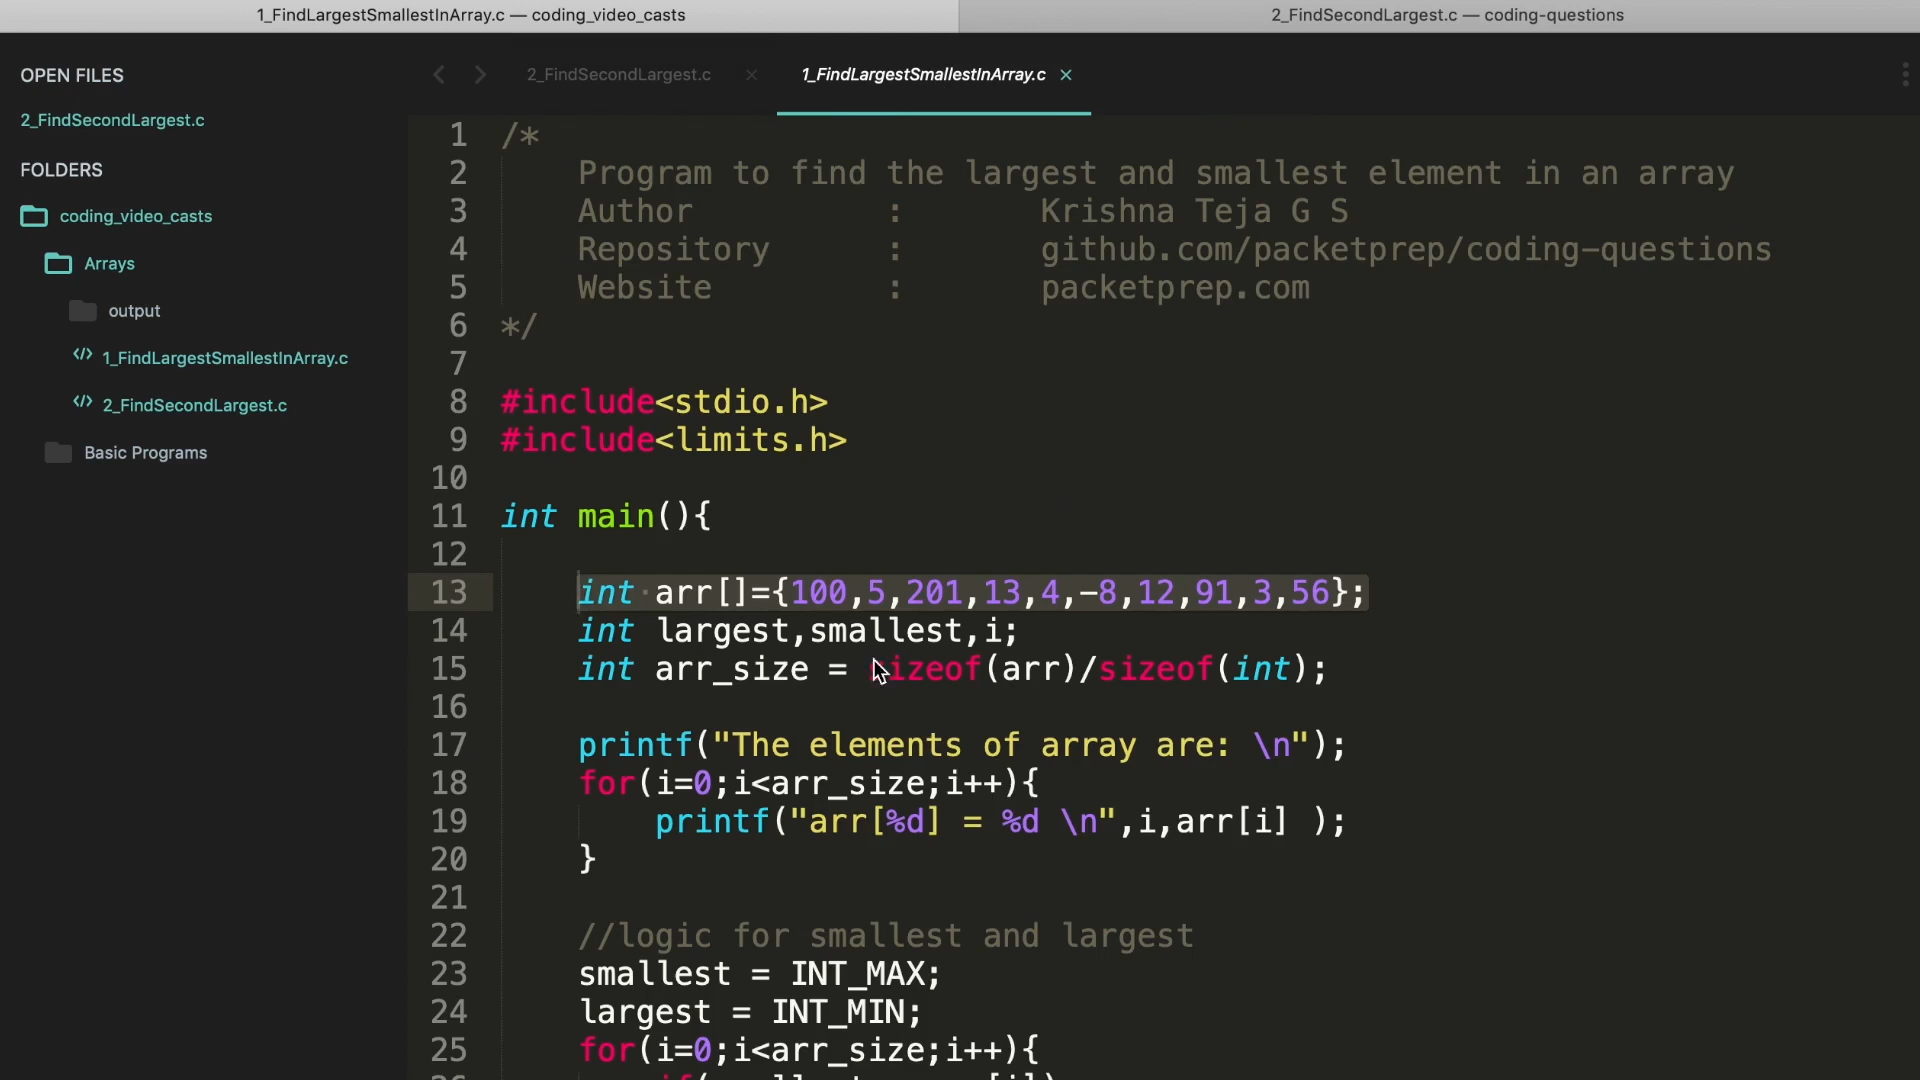 1_FindLargestSmallestInArray.c — coding_video_casts
2_FindSecondLargest.c — coding-questions
OPEN FILES
2_FindSecondLargest.c
FOLDERS
coding_video_casts
Arrays
output
1_FindLargestSmallestInArray.c
2_FindSecondLargest.c
Basic Programs
2_FindSecondLargest.c ×
1_FindLargestSmallestInArray.c ×
1 /*
2 Program to find the largest and smallest element in an array
3 Author : Krishna Teja G S
4 Repository : github.com/packetprep/coding-questions
5 Website : packetprep.com
6 */
7
8 #include<stdio.h>
9 #include<limits.h>
10
11 int main(){
12
13 int arr[]={100,5,201,13,4,-8,12,91,3,56};
14 int largest,smallest,i;
15 int arr_size = sizeof(arr)/sizeof(int);
16
17 printf("The elements of array are: \n");
18 for(i=0;i<arr_size;i++){
19 printf("arr[%d] = %d \n",i,arr[i] );
20 }
21
22 //logic for smallest and largest
23 smallest = INT_MAX;
24 largest = INT_MIN;
25 for(i=0;i<arr_size;i++){